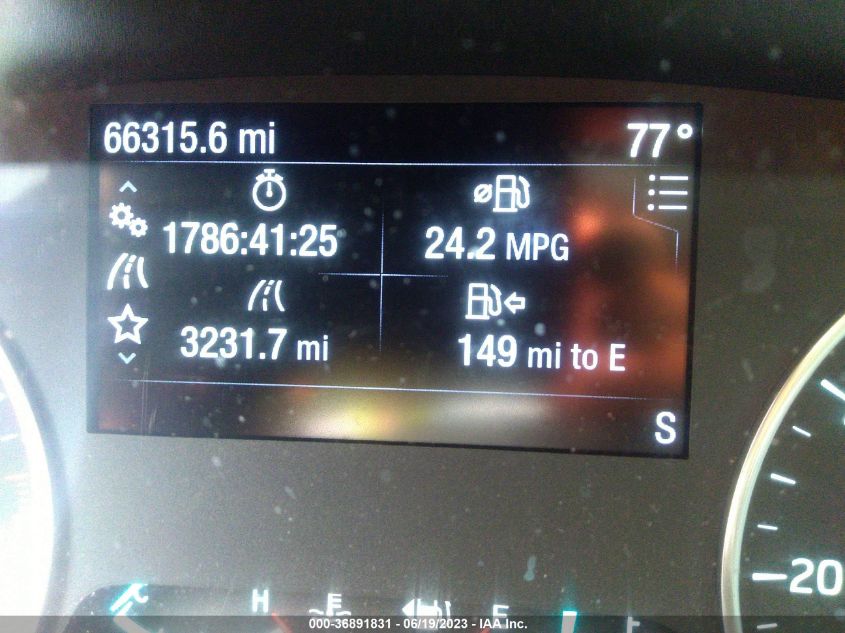 66315.6 mi 77°
1786:41:25 24.2 MPG
3231.7 mi 149 mi to E
S
20
H
F
000-36891831 - 06/19/2023 - IAA Inc.